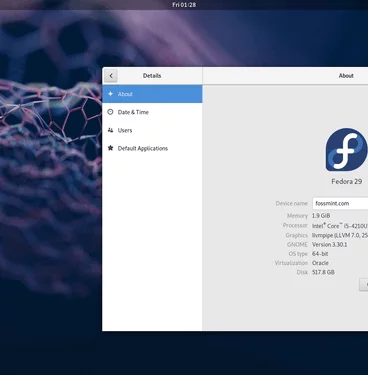 Fri 01:28
Details
About
About
Date & Time
Users
Default Applications
Fedora 29
Device name fossmint.com
Memory 1.9 GiB
Processor Intel® Core™ i5-4210U
Graphics llvmpipe (LLVM 7.0, 25
GNOME Version 3.30.1
OS type 64-bit
Virtualization Oracle
Disk 517.8 GB